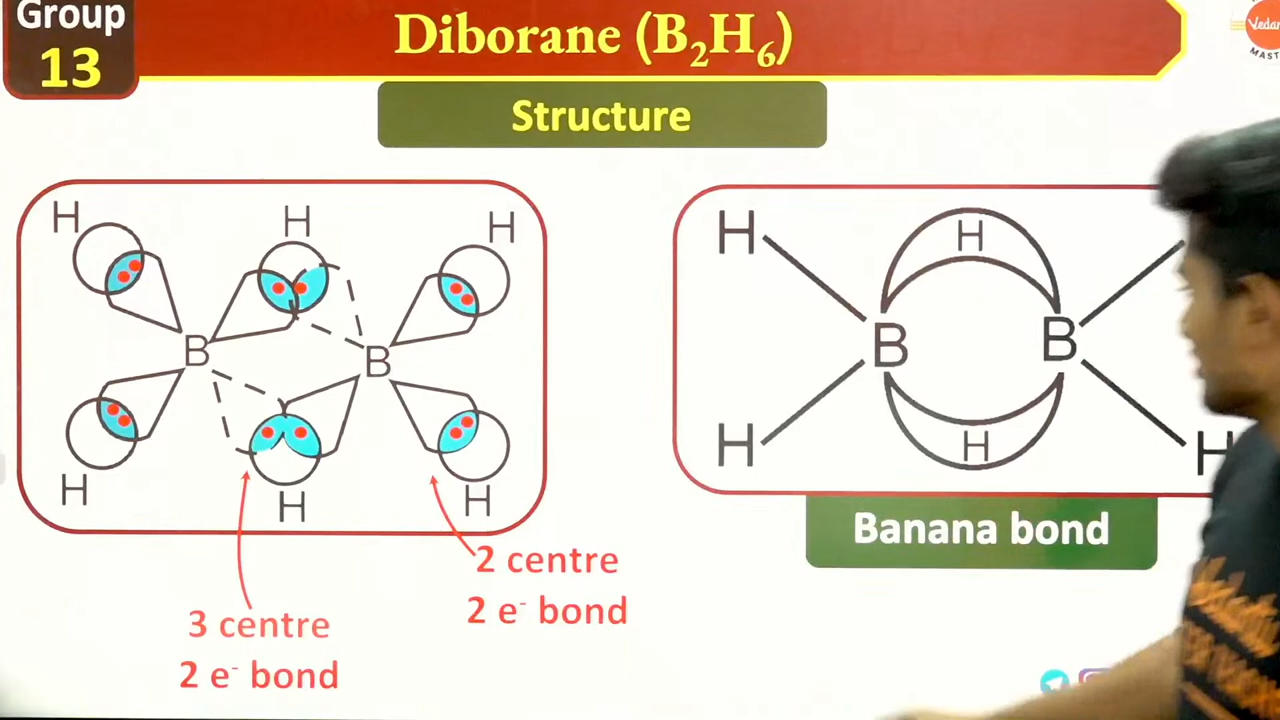 Group
13
Diborane (B₂H₆)
Structure
H
H
H
B
B
H
H
H
3 centre
2 e⁻ bond
2 centre
2 e⁻ bond
H
H
B
B
H
H
H
Banana bond